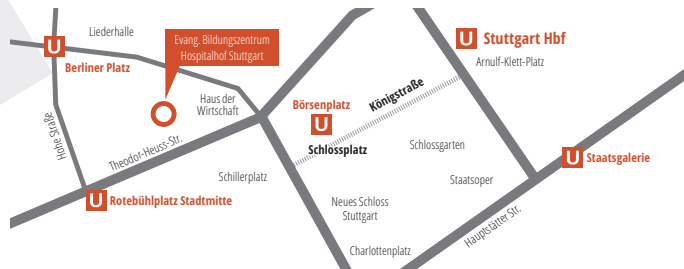 Liederhalle
U
Berliner Platz
Evang. Bildungszentrum
Hospitalhof Stuttgart
U
Stuttgart Hbf
Arnulf-Klett-Platz
Haus der
Wirtschaft
Börsenplatz
U
Königstraße
Hohe Straße
Theodor-Heuss-Str.
Schlossplatz
Schlossgarten
U
Staatsgalerie
Schillerplatz
Staatsoper
U
Rotebühlplatz Stadtmitte
Neues Schloss
Stuttgart
Hauptstätter Str.
Charlottenplatz